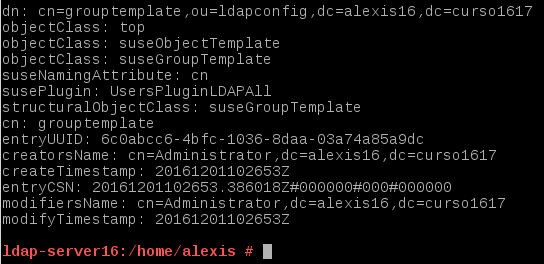 dn: cn=grouptemplate,ou=ldapconfig,dc=alexis16,dc=curso1617
objectClass: top
objectClass: suseObjectTemplate
objectClass: suseGroupTemplate
suseNamingAttribute: cn
susePlugin: UsersPluginLDAPAll
structuralObjectClass: suseGroupTemplate
cn: grouptemplate
entryUUID: 6c0abcc6-4bfc-1036-8daa-03a74a85a9dc
creatorsName: cn=Administrator,dc=alexis16,dc=curso1617
createTimestamp: 20161201102653Z
entryCSN: 20161201102653.386018Z#000000#000#000000
modifiersName: cn=Administrator,dc=alexis16,dc=curso1617
modifyTimestamp: 20161201102653Z
ldap-server16:/home/alexis #